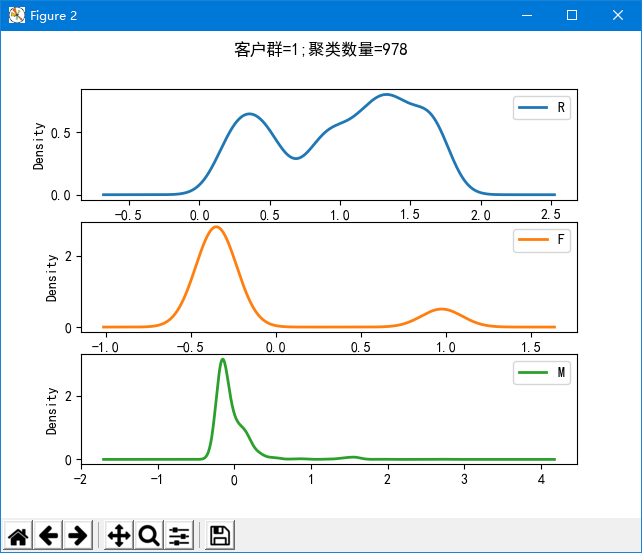 Figure 2
客户群=1;聚类数量=978
R
Density
0.5
0.0
-0.5 0.0 0.5 1.0 1.5 2.0 2.5
F
Density
2
0
-1.0 -0.5 0.0 0.5 1.0 1.5
M
Density
2
0
-2 -1 0 1 2 3 4